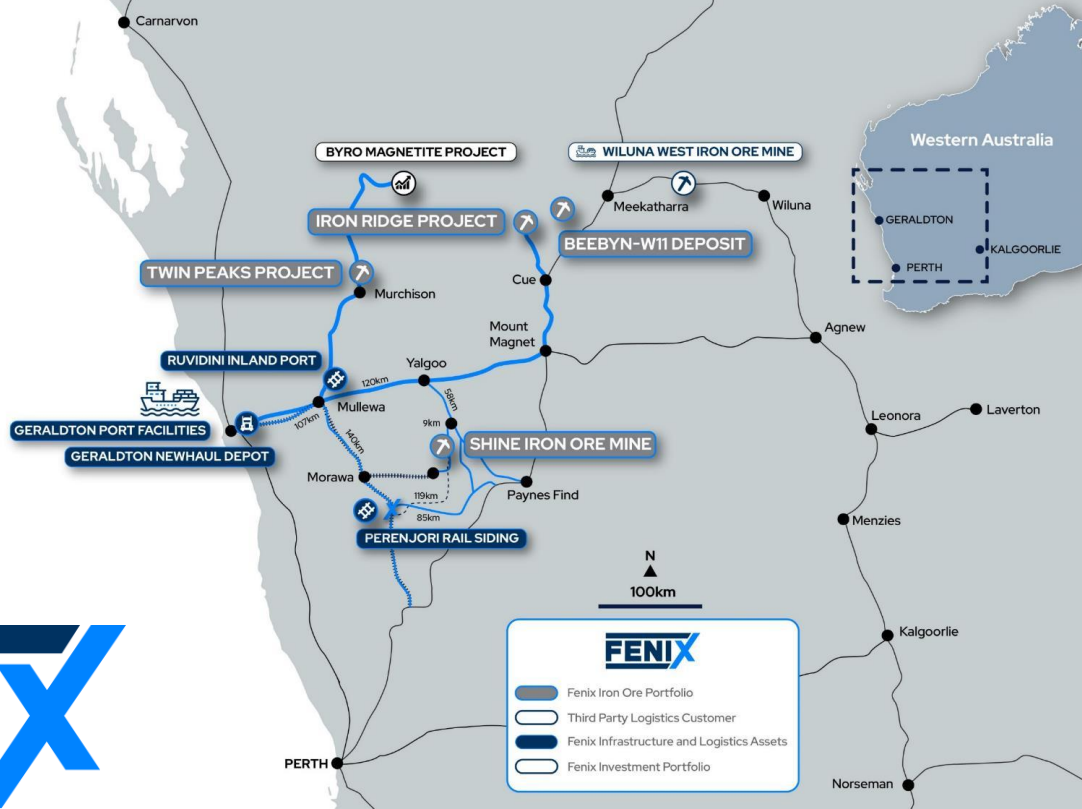 Carnarvon
BYRO MAGNETITE PROJECT
WILUNA WEST IRON ORE MINE
Western Australia
Meekatharra
Wiluna
IRON RIDGE PROJECT
BEEBYN-W11 DEPOSIT
GERALDTON
KALGOORLIE
PERTH
TWIN PEAKS PROJECT
Murchison
Cue
Mount
Magnet
Agnew
RUVIDINI INLAND PORT
Yalgoo
120km
58km
Mullewa
107km
9km
140km
GERALDTON PORT FACILITIES
GERALDTON NEWHAUL DEPOT
SHINE IRON ORE MINE
Leonora
Laverton
Morawa
119km
85km
Paynes Find
PERENJORI RAIL SIDING
Menzies
N
100km
Kalgoorlie
FENIX
Fenix Iron Ore Portfolio
Third Party Logistics Customer
Fenix Infrastructure and Logistics Assets
Fenix Investment Portfolio
PERTH
Norseman